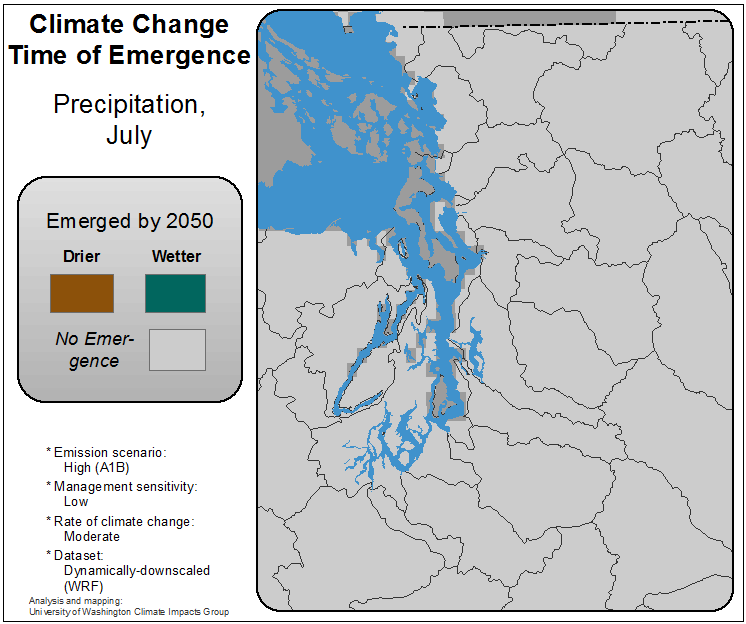 Climate Change
Time of Emergence
Precipitation,
July
Emerged by 2050
Drier Wetter
No Emer-
gence
* Emission scenario:
High (A1B)
* Management sensitivity:
Low
* Rate of climate change:
Moderate
* Dataset:
Dynamically-downscaled
(WRF)
Analysis and mapping:
University of Washington Climate Impacts Group